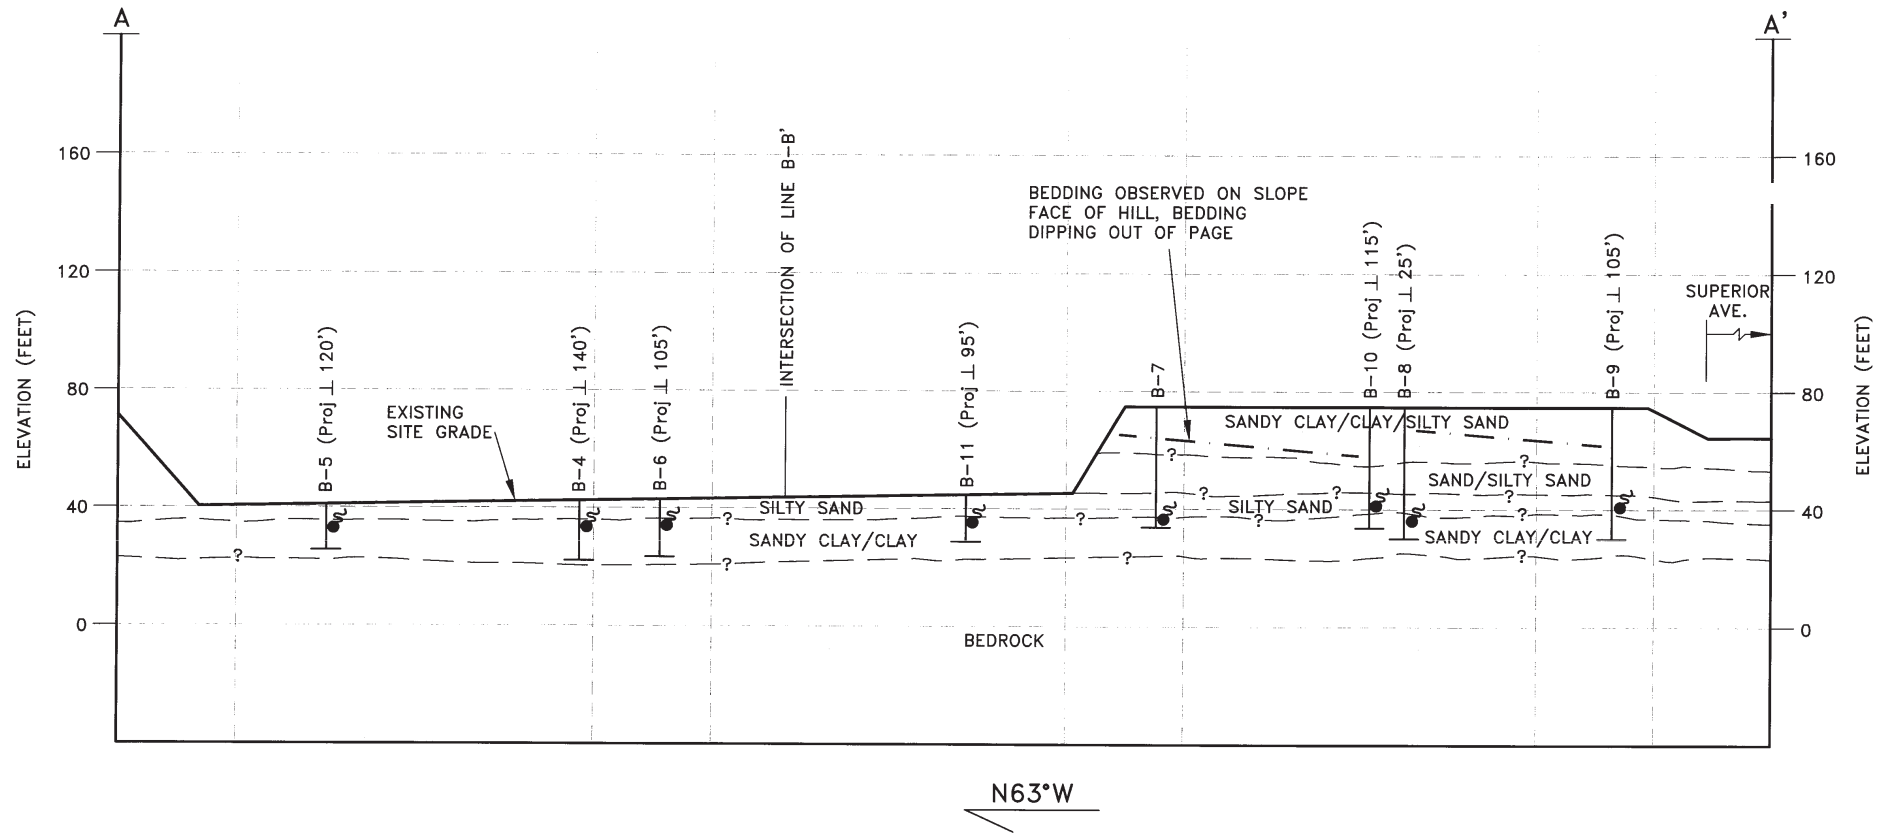 A
A'
160
160
INTERSECTION OF LINE B-B'
BEDDING OBSERVED ON SLOPE
FACE OF HILL, BEDDING
DIPPING OUT OF PAGE
120
120
SUPERIOR
AVE.
ELEVATION (FEET)
ELEVATION (FEET)
B-5 (Proj ⊥ 120')
B-4 (Proj ⊥ 140')
B-6 (Proj ⊥ 105')
B-11 (Proj ⊥ 95')
B-7
B-10 (Proj ⊥ 115')
B-8 (Proj ⊥ 25')
B-9 (Proj ⊥ 105')
80
80
EXISTING
SITE GRADE
SANDY CLAY/CLAY/SILTY SAND
?
?
SAND/SILTY SAND
?
?
?
40
SILTY SAND
SILTY SAND
40
?
?
?
?
SANDY CLAY/CLAY
SANDY CLAY/CLAY
?
?
?
?
0
0
BEDROCK
N63°W